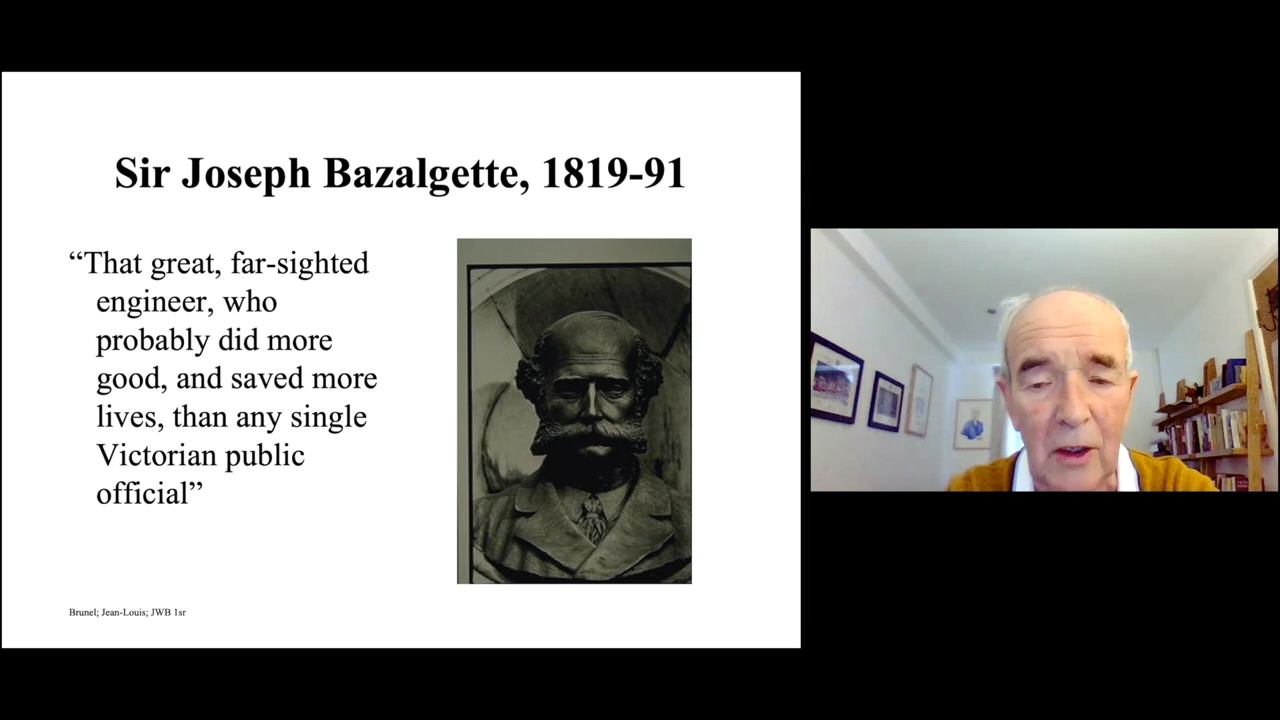 Sir Joseph Bazalgette, 1819-91
“That great, far-sighted
engineer, who
probably did more
good, and saved more
lives, than any single
Victorian public
official”
Brunel; Jean-Louis; JWB 1sr